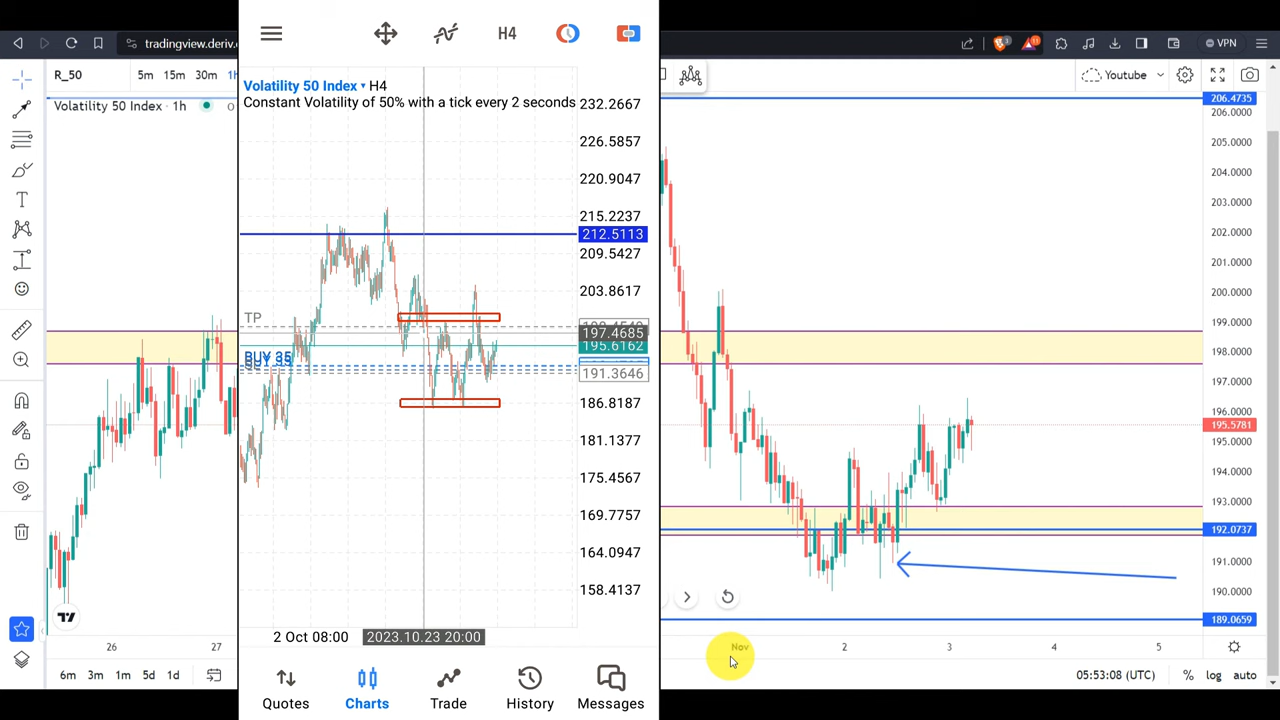 tradingview.deriv.
VPN
R_50
5m 15m 30m
Volatility 50 Index · 1h
26
27
6m 3m 1m 5d 1d
H4
Volatility 50 Index H4
Constant Volatility of 50% with a tick every 2 seconds
232.2667
226.5857
220.9047
215.2237
212.5113
209.5427
203.8617
TP
197.4685
195.6162
BUY 35
191.3646
186.8187
181.1377
175.4567
169.7757
164.0947
158.4137
2 Oct 08:00
2023.10.23 20:00
Quotes
Charts
Trade
History
Messages
Youtube
206.4735
206.0000
205.0000
204.0000
203.0000
202.0000
201.0000
200.0000
199.0000
198.0000
197.0000
196.0000
195.5781
195.0000
194.0000
193.0000
192.0737
191.0000
190.0000
189.0659
Nov
2
3
4
5
05:53:08 (UTC)
% log auto